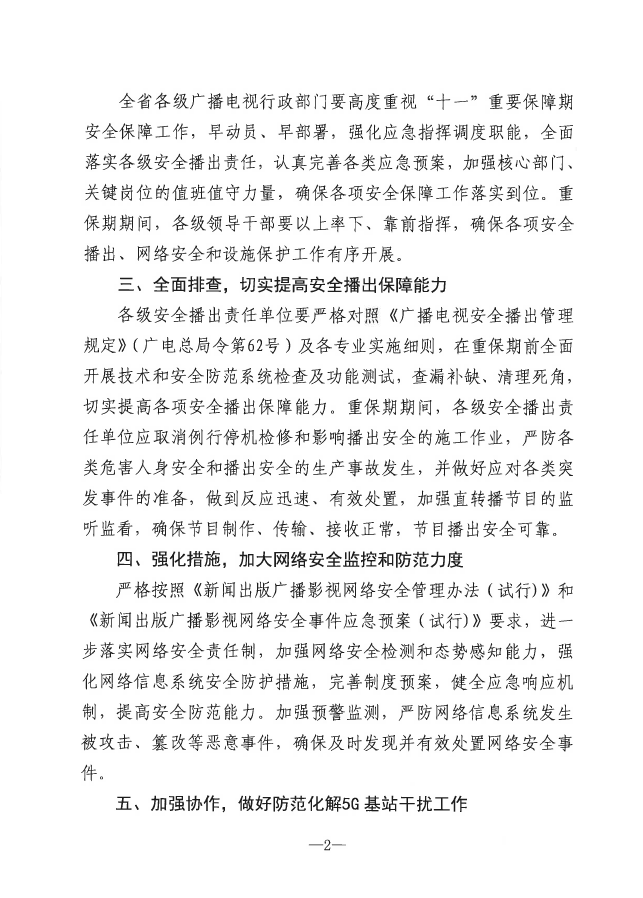 全省各级广播电视行政部门要高度重视“十一”重要保障期
安全保障工作，早动员、早部署，强化应急指挥调度职能，全面
落实各级安全播出责任，认真完善各类应急预案，加强核心部门、
关键岗位的值班值守力量，确保各项安全保障工作落实到位。重
保期期间，各级领导干部要以上率下、靠前指挥，确保各项安全
播出、网络安全和设施保护工作有序开展。
三、全面排查，切实提高安全播出保障能力
各级安全播出责任单位要严格对照《广播电视安全播出管理
规定》（广电总局令第62号）及各专业实施细则，在重保期前全面
开展技术和安全防范系统检查及功能测试，查漏补缺、清理死角，
切实提高各项安全播出保障能力。重保期期间，各级安全播出责
任单位应取消例行停机检修和影响播出安全的施工作业，严防各
类危害人身安全和播出安全的生产事故发生，并做好应对各类突
发事件的准备，做到反应迅速、有效处置，加强直转播节目的监
听监看，确保节目制作、传输、接收正常，节目播出安全可靠。
四、强化措施，加大网络安全监控和防范力度
严格按照《新闻出版广播影视网络安全管理办法（试行）》和
《新闻出版广播影视网络安全事件应急预案（试行）》要求，进一
步落实网络安全责任制，加强网络安全检测和态势感知能力，强
化网络信息系统安全防护措施，完善制度预案，健全应急响应机
制，提高安全防范能力。加强预警监测，严防网络信息系统发生
被攻击、篡改等恶意事件，确保及时发现并有效处置网络安全事
件。
五、加强协作，做好防范化解5G基站干扰工作
—2—